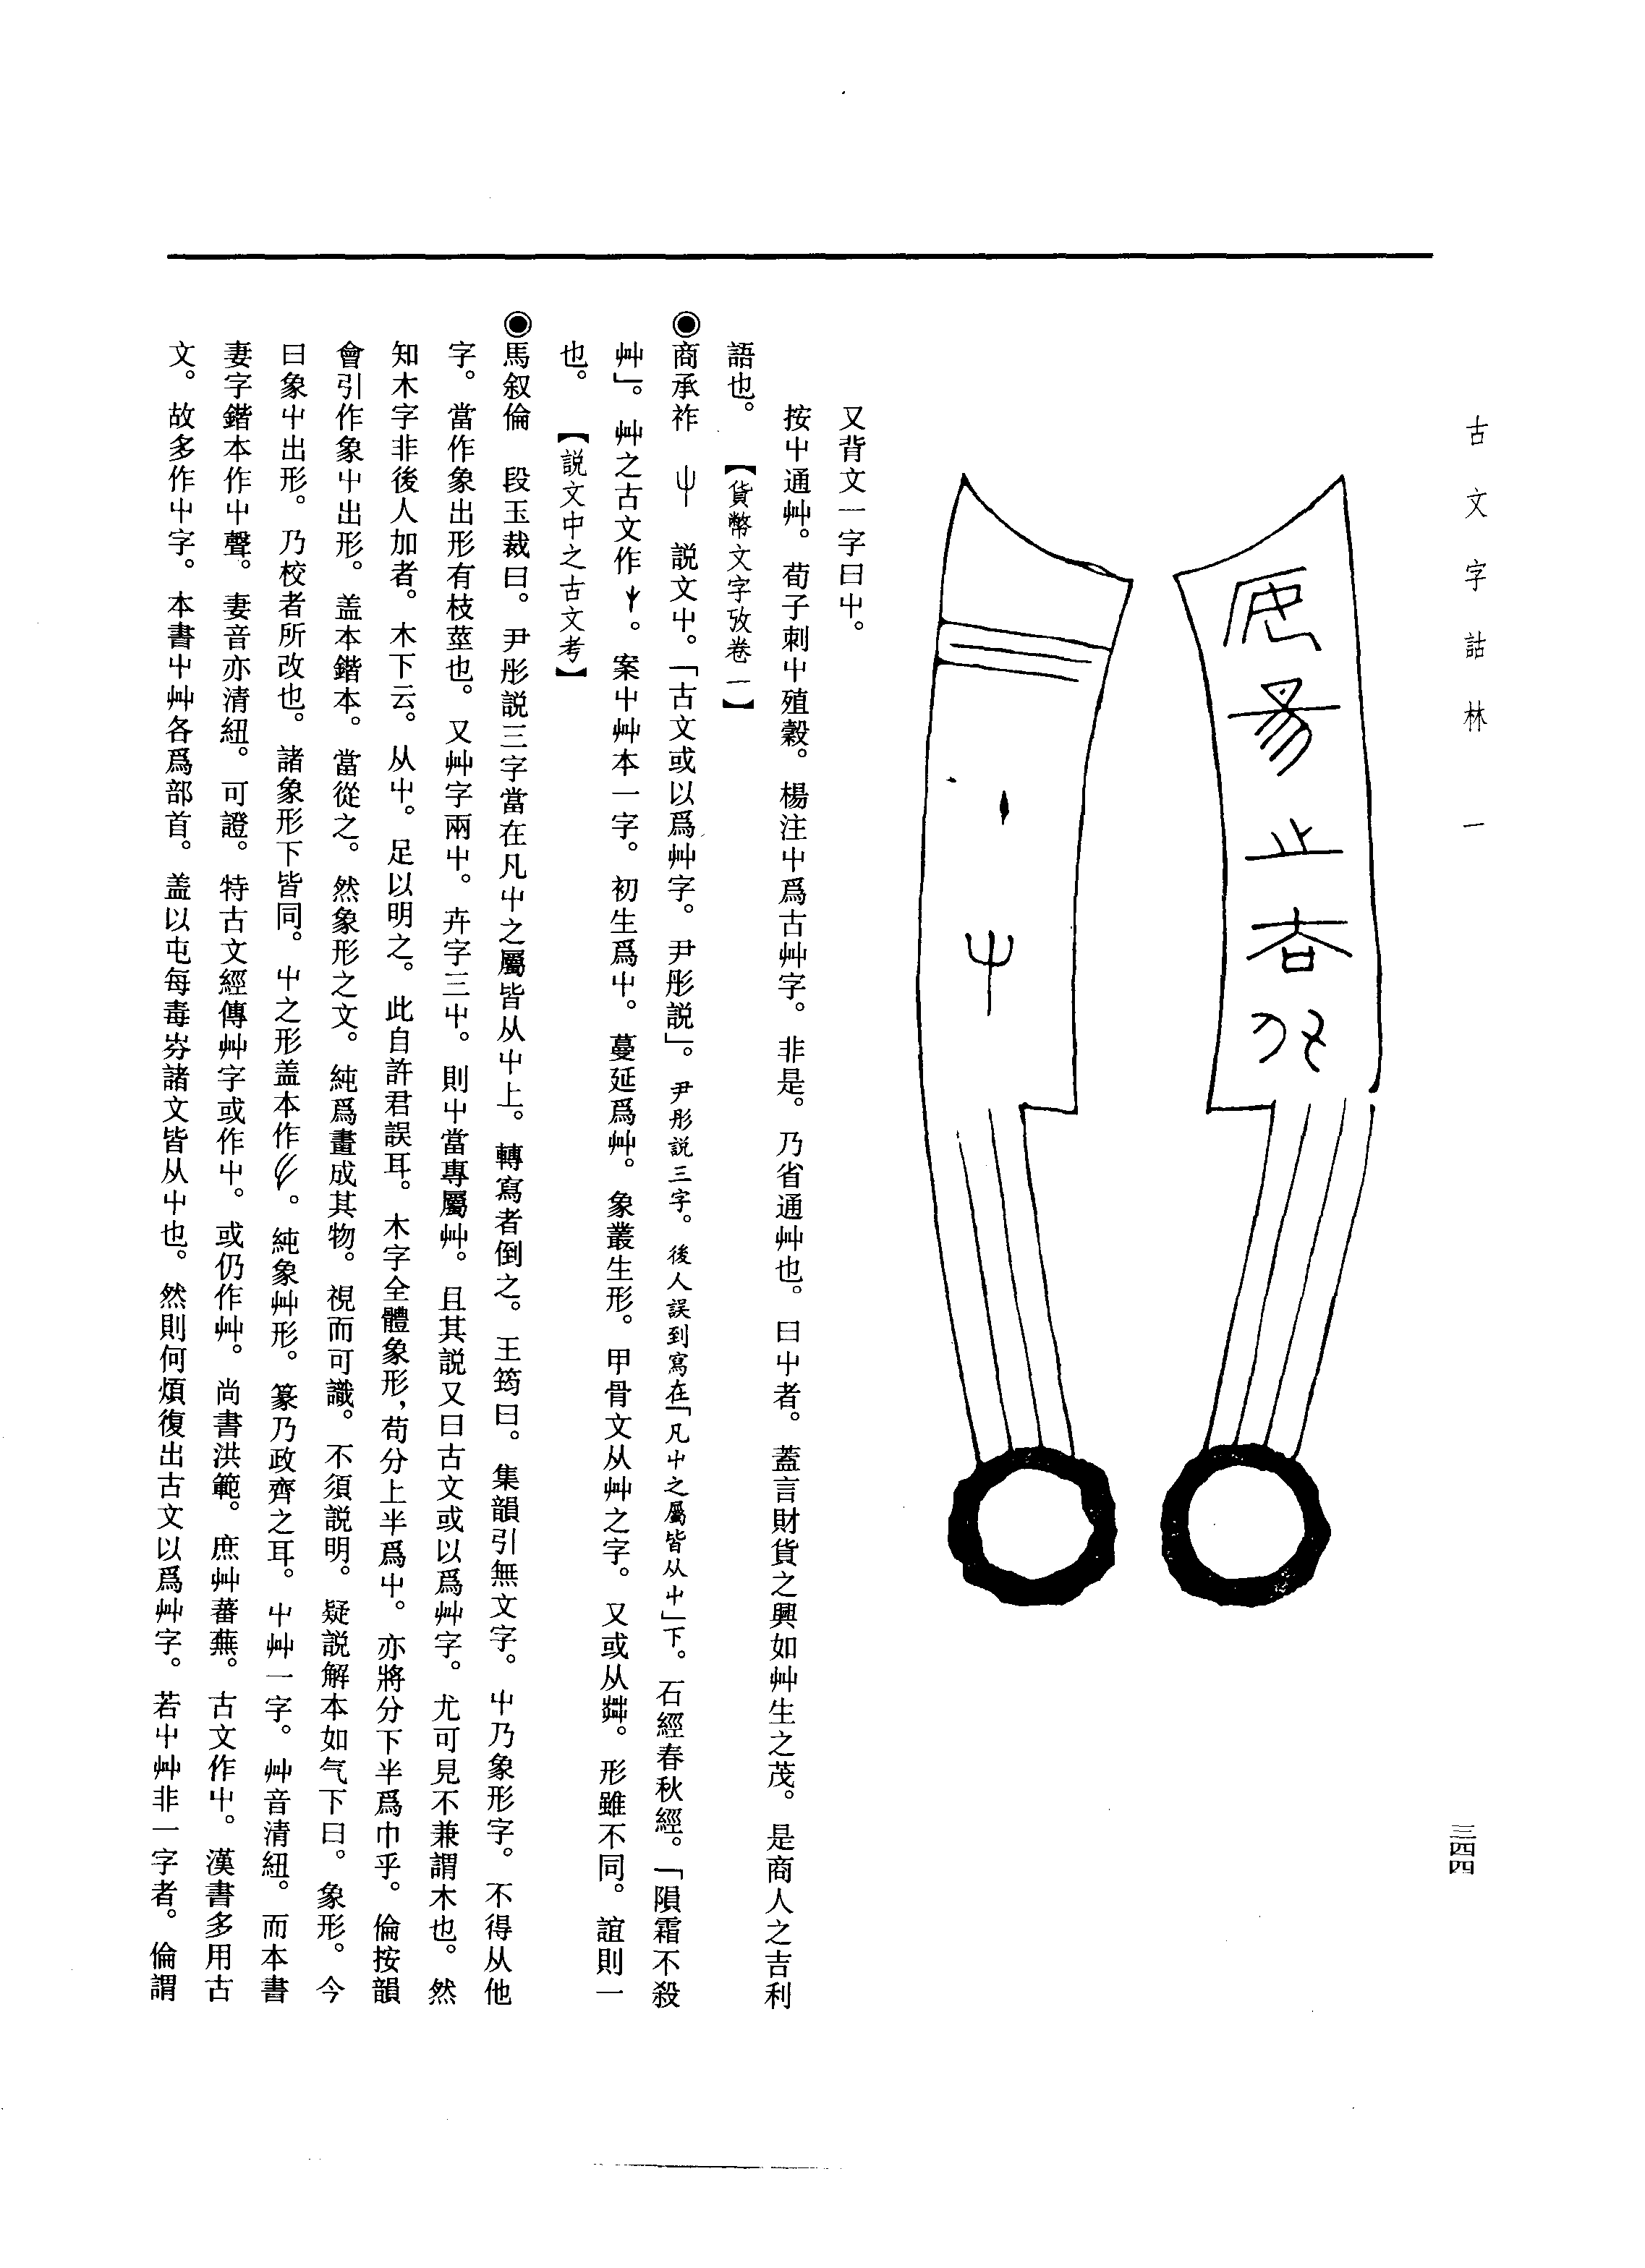 古文字詁林 一
三四四
又背文一字曰屮。
按屮通艸。荀子刺屮殖穀。楊注屮爲古艸字。非是。乃省通艸也。曰屮者。蓋言財貨之興如艸生之茂。是商人之吉利
語也。【貨幣文字攷卷一】
◉商承祚 屮 説文屮。「古文或以爲艸字。尹彤説」。尹彤説三字。後人誤到寫在「凡屮之屬皆从屮」下。石經春秋經。「隕霜不殺
艸」。艸之古文作。案屮艸本一字。初生爲屮。蔓延爲艸。象叢生形。甲骨文从艸之字。又或从茻。形雖不同。誼則一
也。【説文中之古文考】
◉馬叙倫 段玉裁曰。尹彤説三字當在凡屮之屬皆从屮上。轉寫者倒之。王筠曰。集韻引無文字。屮乃象形字。不得从他
字。當作象出形有枝莖也。又艸字兩屮。卉字三屮。則屮當專屬艸。且其説又曰古文或以爲艸字。尤可見不兼謂木也。然
知木字非後人加者。木下云。从屮。足以明之。此自許君誤耳。木字全體象形，苟分上半爲屮。亦將分下半爲巾乎。倫按韻
會引作象屮出形。盖本鍇本。當從之。然象形之文。純爲畫成其物。視而可識。不須説明。疑説解本如气下曰。象形。今
曰象屮出形。乃校者所改也。諸象形下皆同。屮之形盖本作。純象艸形。篆乃政齊之耳。屮艸一字。艸音清紐。而本書
妻字鍇本作屮聲。妻音亦清紐。可證。特古文經傳艸字或作屮。或仍作艸。尚書洪範。庶艸蕃蕪。古文作屮。漢書多用古
文。故多作屮字。本書屮艸各爲部首。盖以屯每毒岁諸文皆从屮也。然則何煩復出古文以爲艸字。若屮艸非一字者。倫謂